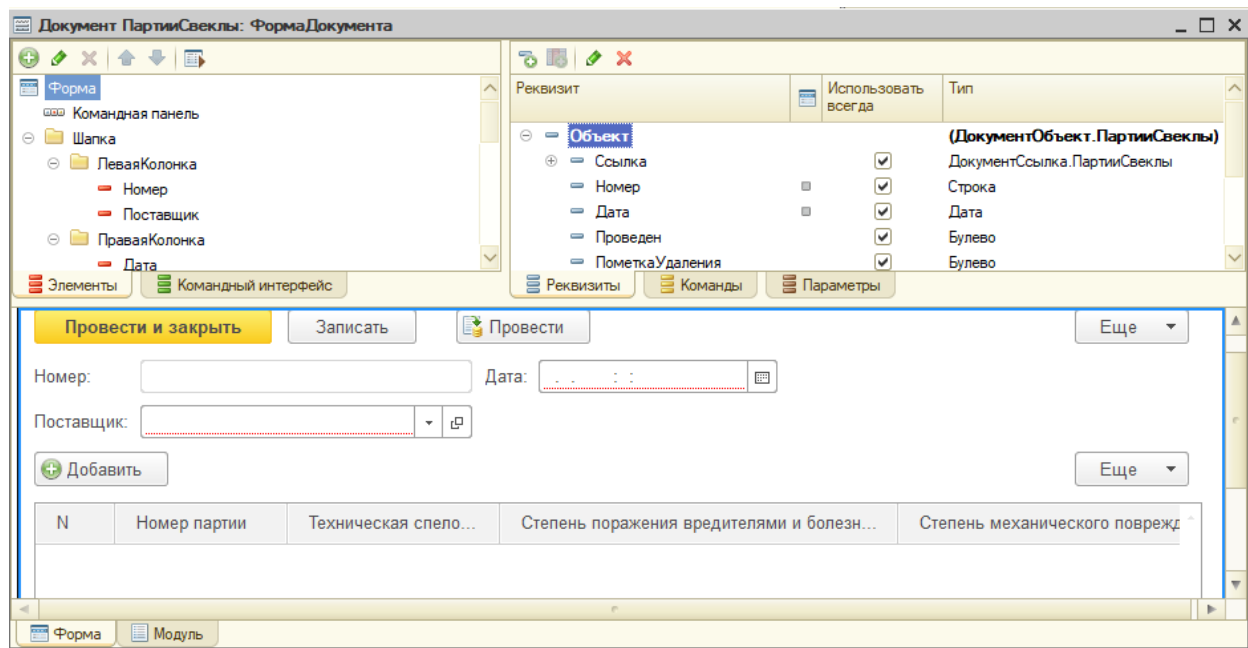 Документ ПартииСвеклы: ФормаДокумента
Форма
Командная панель
Шапка
ЛеваяКолонка
Номер
Поставщик
ПраваяКолонка
Дата
Элементы
Командный интерфейс
Реквизит
Использовать всегда
Тип
Объект (ДокументОбъект.ПартииСвеклы)
Ссылка ДокументСсылка.ПартииСвеклы
Номер Строка
Дата Дата
Проведен Булево
ПометкаУдаления Булево
Реквизиты
Команды
Параметры
Провести и закрыть Записать Провести Еще
Номер: Дата: . . : :
Поставщик:
Добавить Еще
N Номер партии Техническая спело... Степень поражения вредителями и болезн... Степень механического поврежд
Форма Модуль